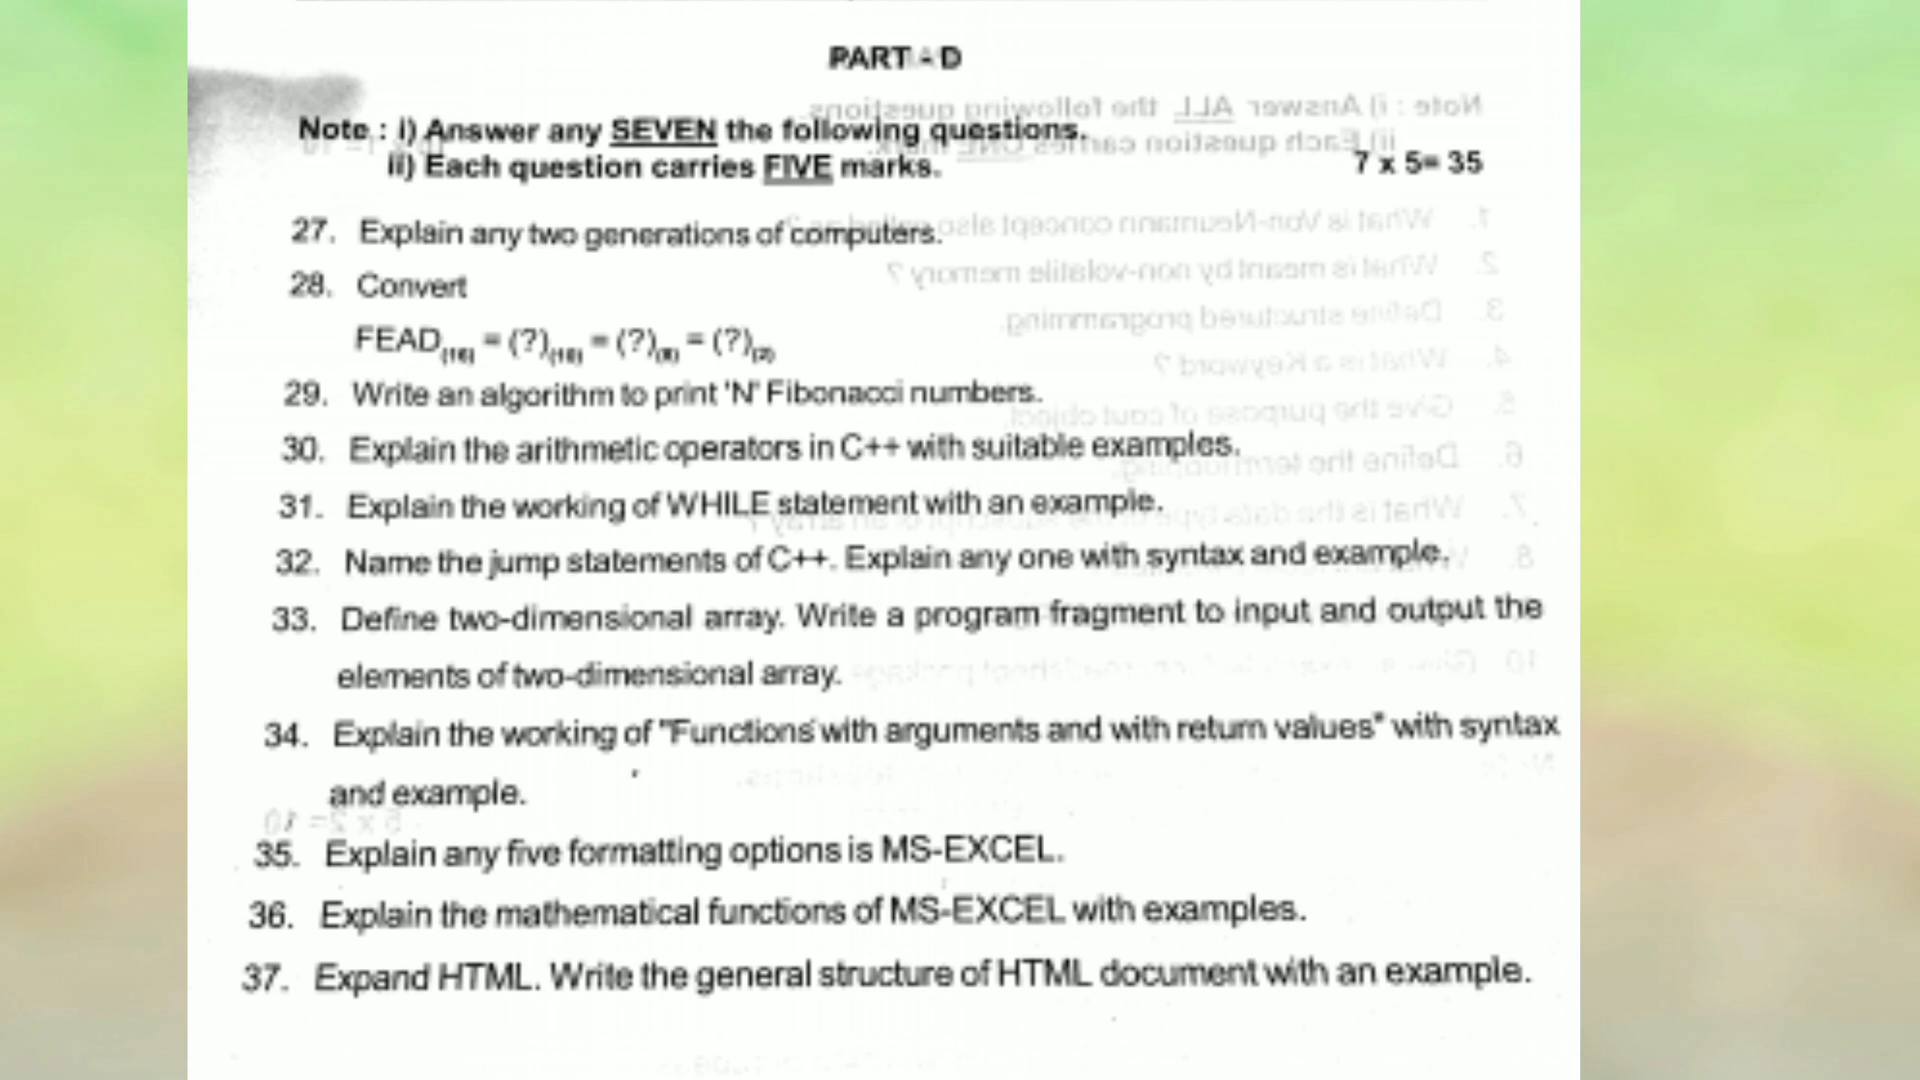 PART - D
Note : i) Answer any SEVEN the following questions.
ii) Each question carries FIVE marks.
7 x 5= 35
27. Explain any two generations of computers.
28. Convert
FEAD(16) = (?)(10) = (?)(8) = (?)(2)
29. Write an algorithm to print 'N' Fibonacci numbers.
30. Explain the arithmetic operators in C++ with suitable examples.
31. Explain the working of WHILE statement with an example.
32. Name the jump statements of C++. Explain any one with syntax and example.
33. Define two-dimensional array. Write a program fragment to input and output the
elements of two-dimensional array.
34. Explain the working of "Functions with arguments and with return values" with syntax
and example.
35. Explain any five formatting options is MS-EXCEL.
36. Explain the mathematical functions of MS-EXCEL with examples.
37. Expand HTML. Write the general structure of HTML document with an example.